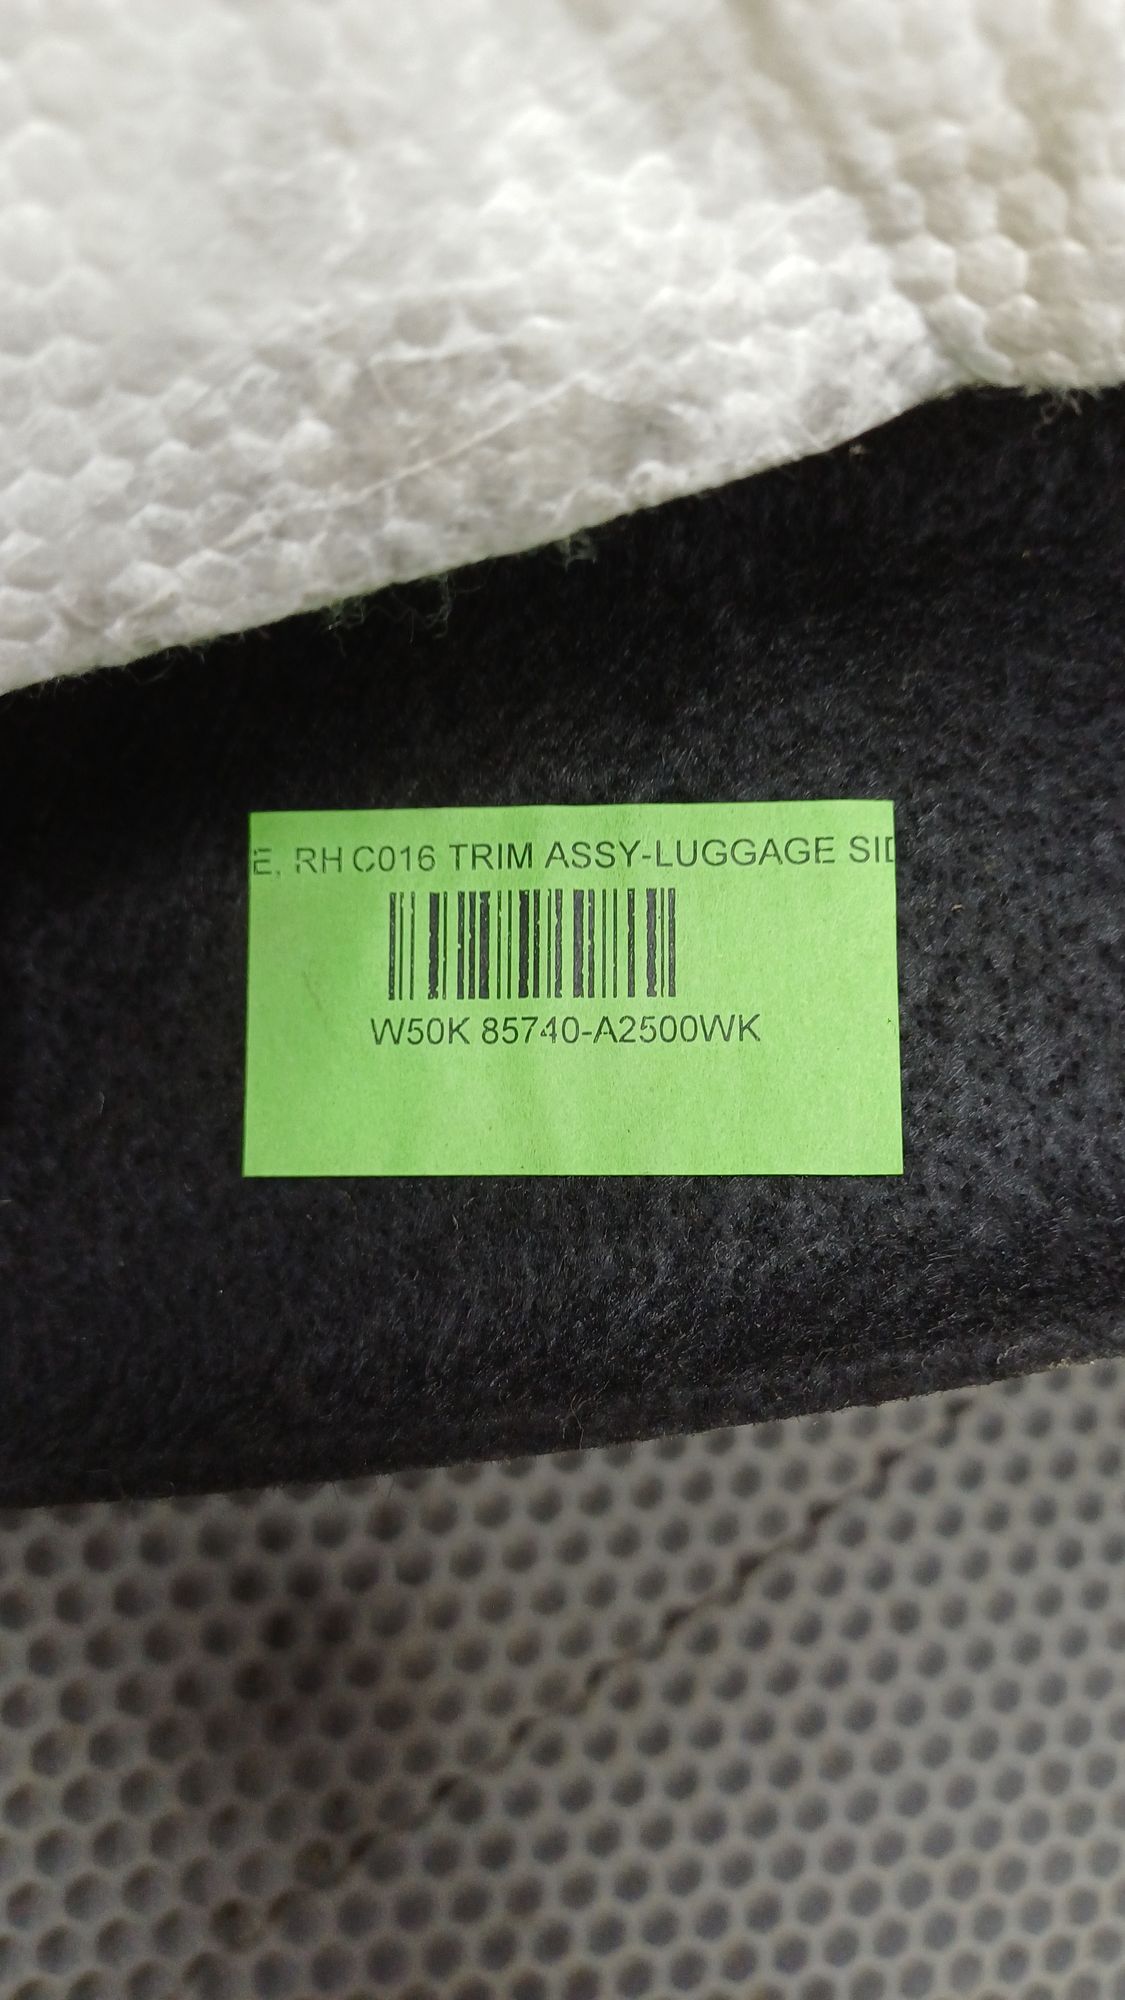 E, RH C016 TRIM ASSY-LUGGAGE SID
W50K 85740-A2500WK